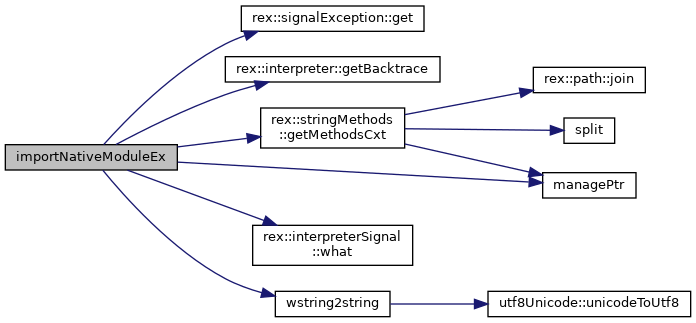 rex::signalException::get
rex::interpreter::getBacktrace
rex::path::join
rex::stringMethods
::getMethodsCxt
split
importNativeModuleEx
managePtr
rex::interpreterSignal
::what
wstring2string
utf8Unicode::unicodeToUtf8